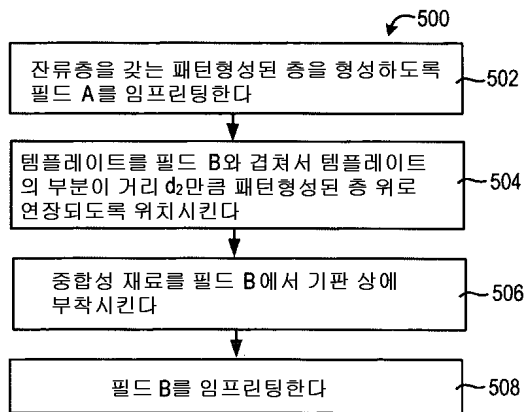 500
잔류층을 갖는 패턴형성된 층을 형성하도록
필드 A를 임프린팅한다
502
템플레이트를 필드 B와 겹쳐서 템플레이트
의 부분이 거리 d₂만큼 패턴형성된 층 위로
연장되도록 위치시킨다
504
중합성 재료를 필드 B에서 기판 상에
부착시킨다
506
필드 B를 임프린팅한다
508